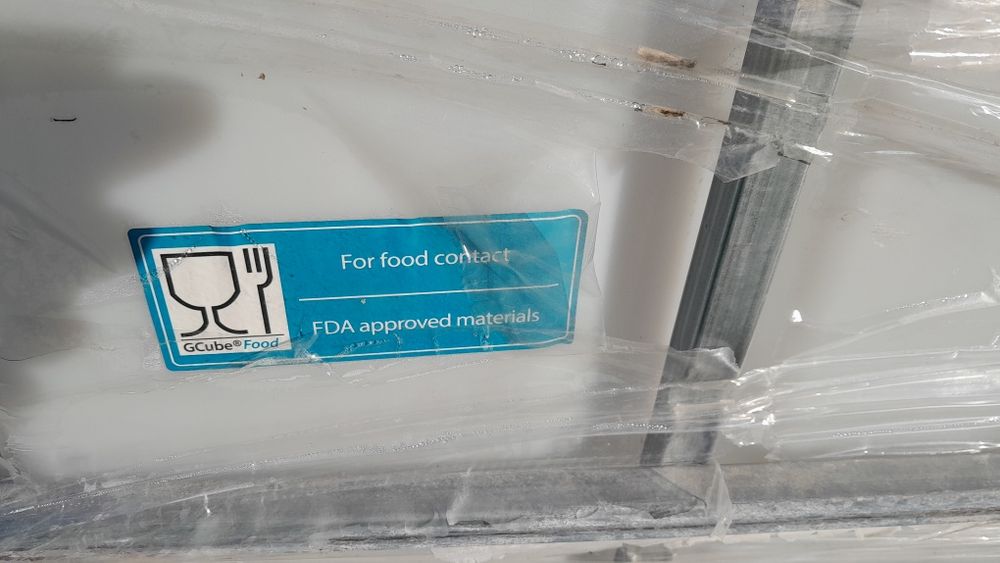 For food contact
FDA approved materials
GCube® Food